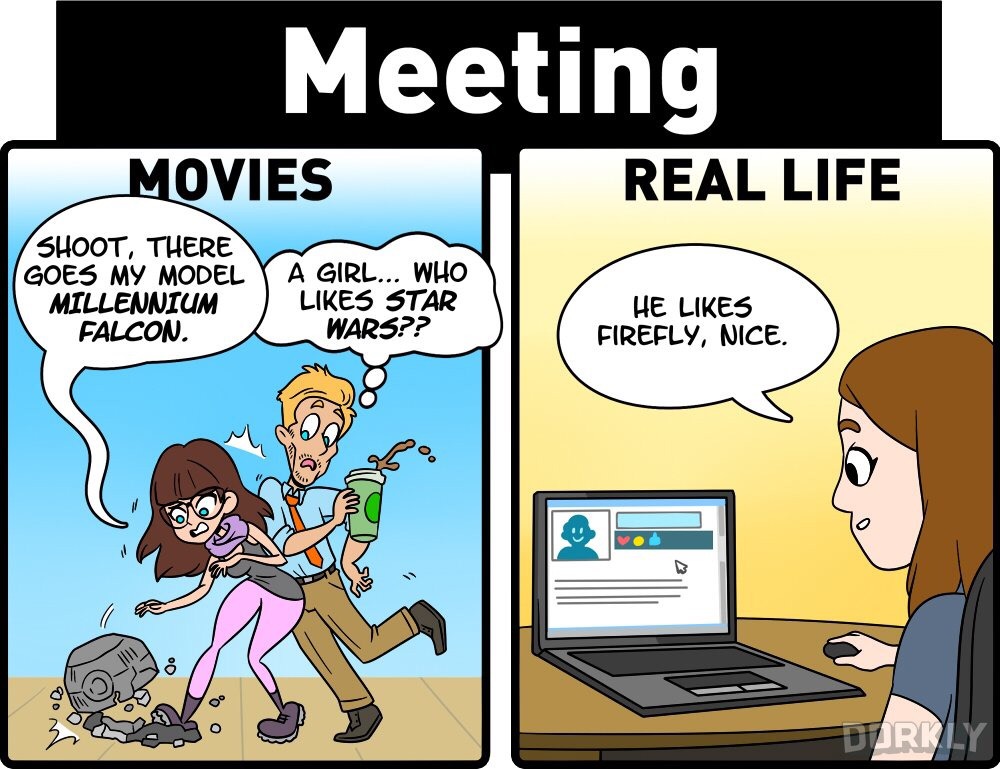 Meeting
MOVIES
SHOOT, THERE
GOES MY MODEL
MILLENNIUM
FALCON.
A GIRL... WHO
LIKES STAR
WARS??
REAL LIFE
HE LIKES
FIREFLY, NICE.
DORKLY